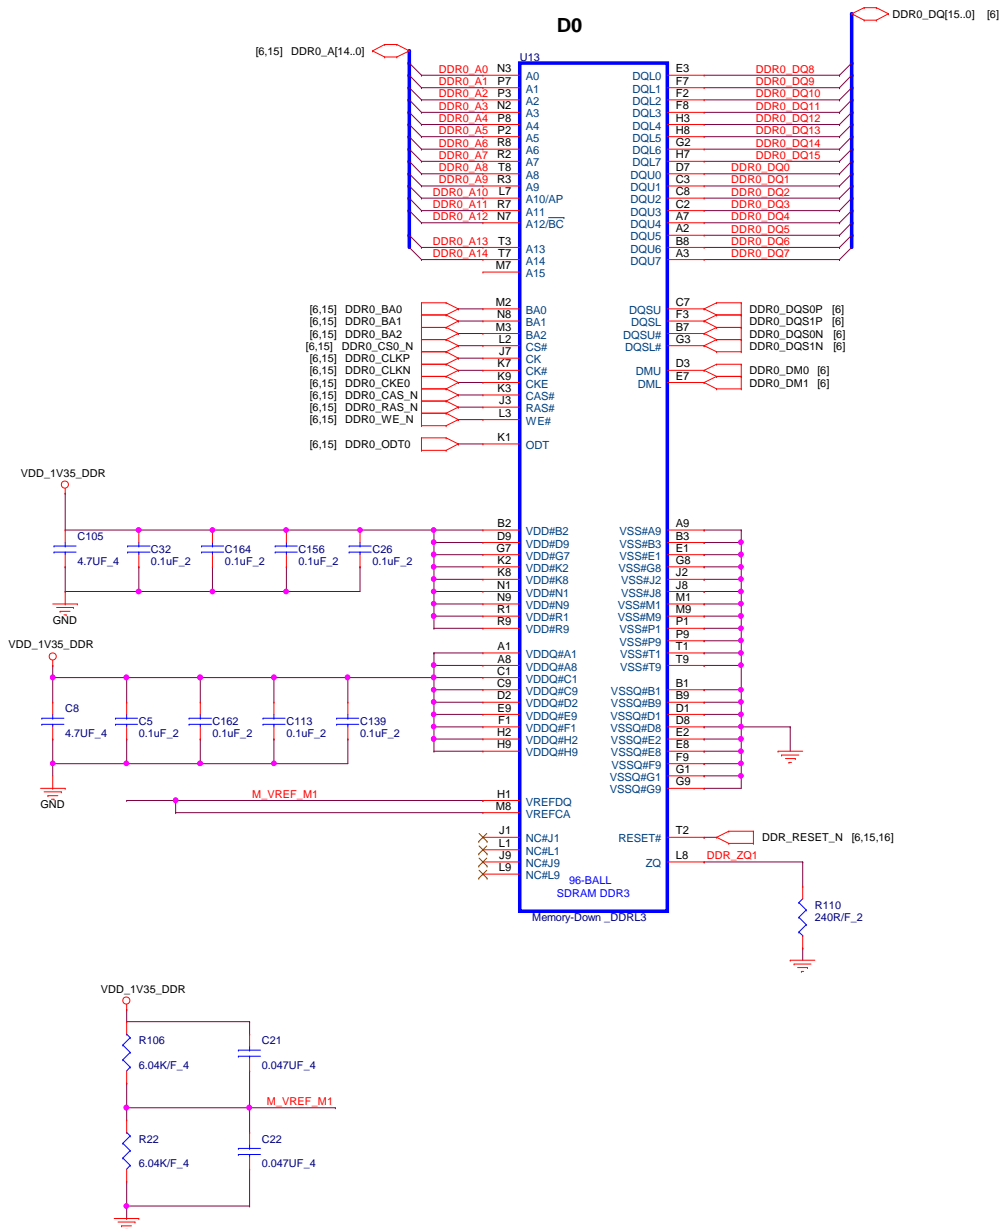 D0
DDR0_DQ[15..0] [6]
[6,15] DDR0_A[14..0]
U13
DDR0_A0 N3 A0
DDR0_A1 P7 A1
DDR0_A2 P3 A2
DDR0_A3 N2 A3
DDR0_A4 P8 A4
DDR0_A5 P2 A5
DDR0_A6 R8 A6
DDR0_A7 R2 A7
DDR0_A8 T8 A8
DDR0_A9 R3 A9
DDR0_A10 L7 A10/AP
DDR0_A11 R7 A11
DDR0_A12 N7 A12/BC
DDR0_A13 T3 A13
DDR0_A14 T7 A14
M7 A15
DQL0 E3 DDR0_DQ8
DQL1 F7 DDR0_DQ9
DQL2 F2 DDR0_DQ10
DQL3 F8 DDR0_DQ11
DQL4 H3 DDR0_DQ12
DQL5 H8 DDR0_DQ13
DQL6 G2 DDR0_DQ14
DQL7 H7 DDR0_DQ15
DQU0 D7 DDR0_DQ0
DQU1 C3 DDR0_DQ1
DQU2 C8 DDR0_DQ2
DQU3 C2 DDR0_DQ3
DQU4 A7 DDR0_DQ4
DQU5 A2 DDR0_DQ5
DQU6 B8 DDR0_DQ6
DQU7 A3 DDR0_DQ7
[6,15] DDR0_BA0 M2 BA0
[6,15] DDR0_BA1 N8 BA1
[6,15] DDR0_BA2 M3 BA2
[6,15] DDR0_CS0_N L2 CS#
[6,15] DDR0_CLKP J7 CK
[6,15] DDR0_CLKN K7 CK#
[6,15] DDR0_CKE0 K9 CKE
[6,15] DDR0_CAS_N K3 CAS#
[6,15] DDR0_RAS_N J3 RAS#
[6,15] DDR0_WE_N L3 WE#
[6,15] DDR0_ODT0 K1 ODT
DQSU C7 DDR0_DQS0P [6]
DQSL F3 DDR0_DQS1P [6]
DQSU# B7 DDR0_DQS0N [6]
DQSL# G3 DDR0_DQS1N [6]
DMU D3 DDR0_DM0 [6]
DML E7 DDR0_DM1 [6]
VDD_1V35_DDR
C105
4.7UF_4
C32
0.1uF_2
C164
0.1uF_2
C156
0.1uF_2
C26
0.1uF_2
GND
B2 VDD#B2
D9 VDD#D9
G7 VDD#G7
K2 VDD#K2
K8 VDD#K8
N1 VDD#N1
N9 VDD#N9
R1 VDD#R1
R9 VDD#R9
VSS#A9 A9
VSS#B3 B3
VSS#E1 E1
VSS#G8 G8
VSS#J2 J2
VSS#J8 J8
VSS#M1 M1
VSS#M9 M9
VSS#P1 P1
VSS#P9 P9
VSS#T1 T1
VSS#T9 T9
VDD_1V35_DDR
C8
4.7UF_4
C5
0.1uF_2
C162
0.1uF_2
C113
0.1uF_2
C139
0.1uF_2
GND
A1 VDDQ#A1
A8 VDDQ#A8
C1 VDDQ#C1
C9 VDDQ#C9
D2 VDDQ#D2
E9 VDDQ#E9
F1 VDDQ#F1
H2 VDDQ#H2
H9 VDDQ#H9
VSSQ#B1 B1
VSSQ#B9 B9
VSSQ#D1 D1
VSSQ#D8 D8
VSSQ#E2 E2
VSSQ#E8 E8
VSSQ#F9 F9
VSSQ#G1 G1
VSSQ#G9 G9
M_VREF_M1 H1 VREFDQ
M8 VREFCA
J1 NC#J1
L1 NC#L1
J9 NC#J9
L9 NC#L9
RESET# T2 DDR_RESET_N [6,15,16]
ZQ L8 DDR_ZQ1
96-BALL
SDRAM DDR3
Memory-Down _DDRL3
R110
240R/F_2
VDD_1V35_DDR
R106
6.04K/F_4
C21
0.047UF_4
M_VREF_M1
R22
6.04K/F_4
C22
0.047UF_4